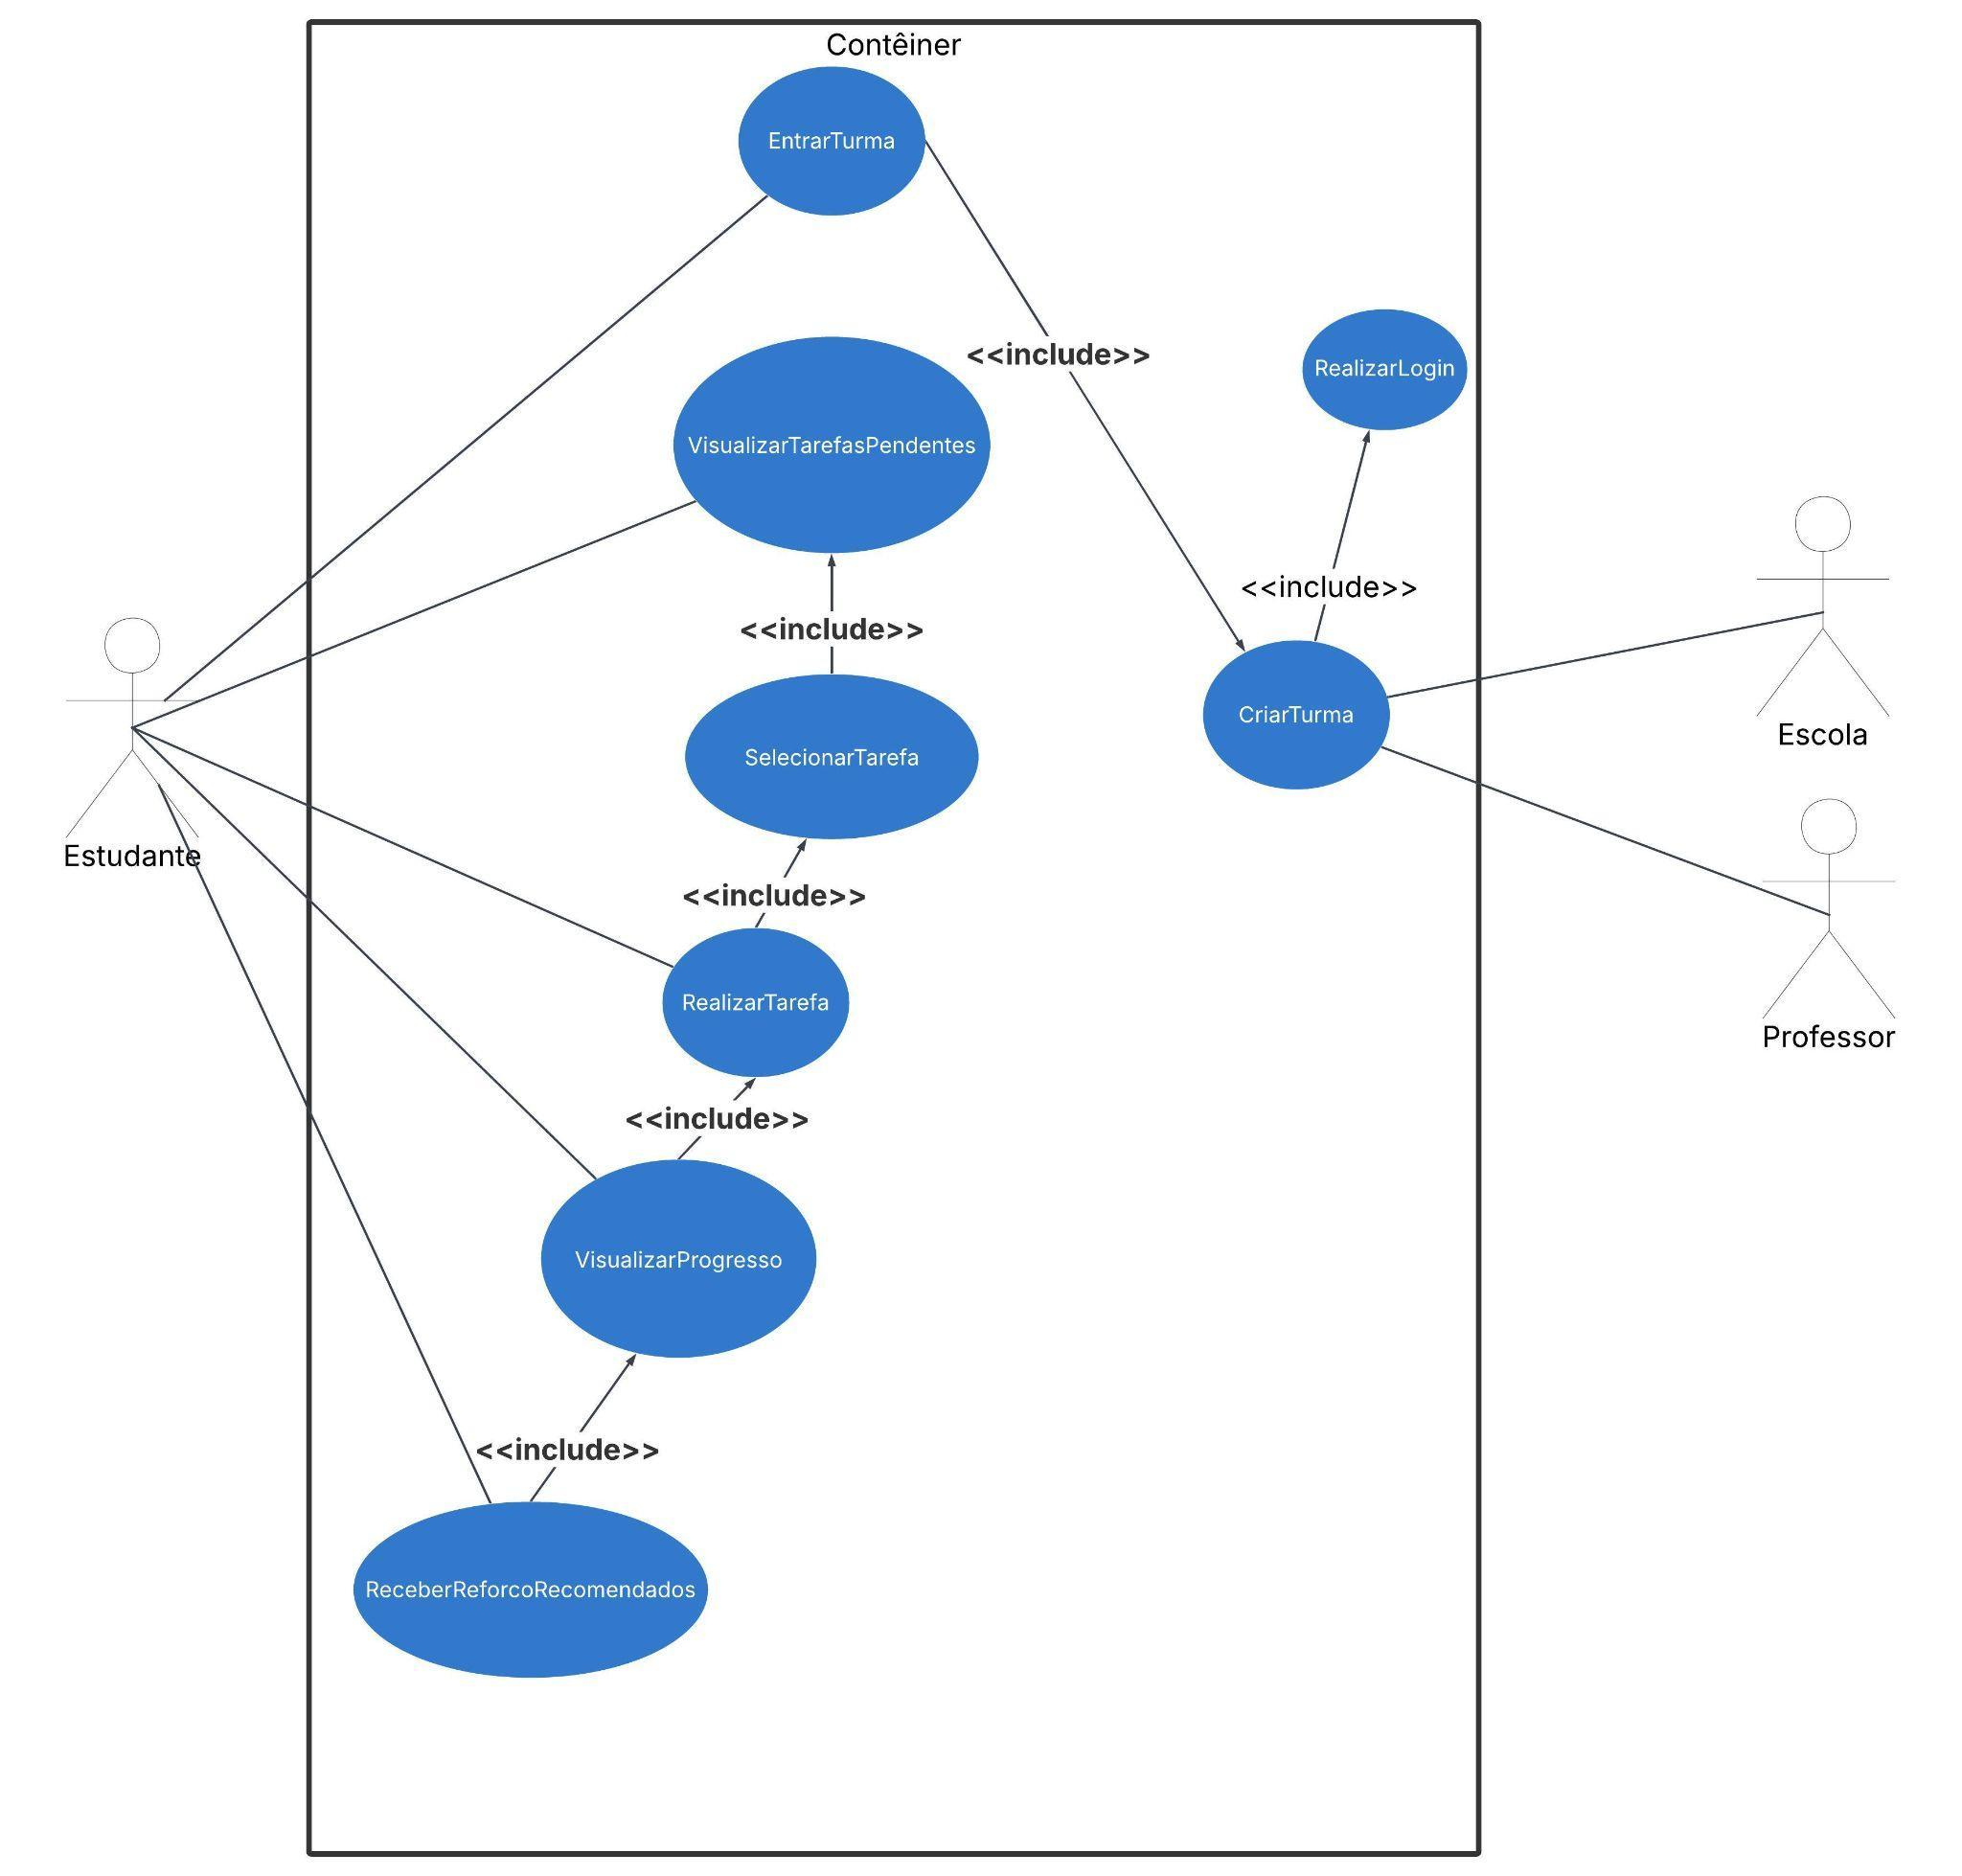 Contêiner
EntrarTurma
<<include>>
RealizarLogin
VisualizarTarefasPendentes
<<include>>
<<include>>
CriarTurma
Escola
SelecionarTarefa
Estudante
<<include>>
RealizarTarefa
Professor
<<include>>
VisualizarProgresso
<<include>>
ReceberReforcoRecomendados